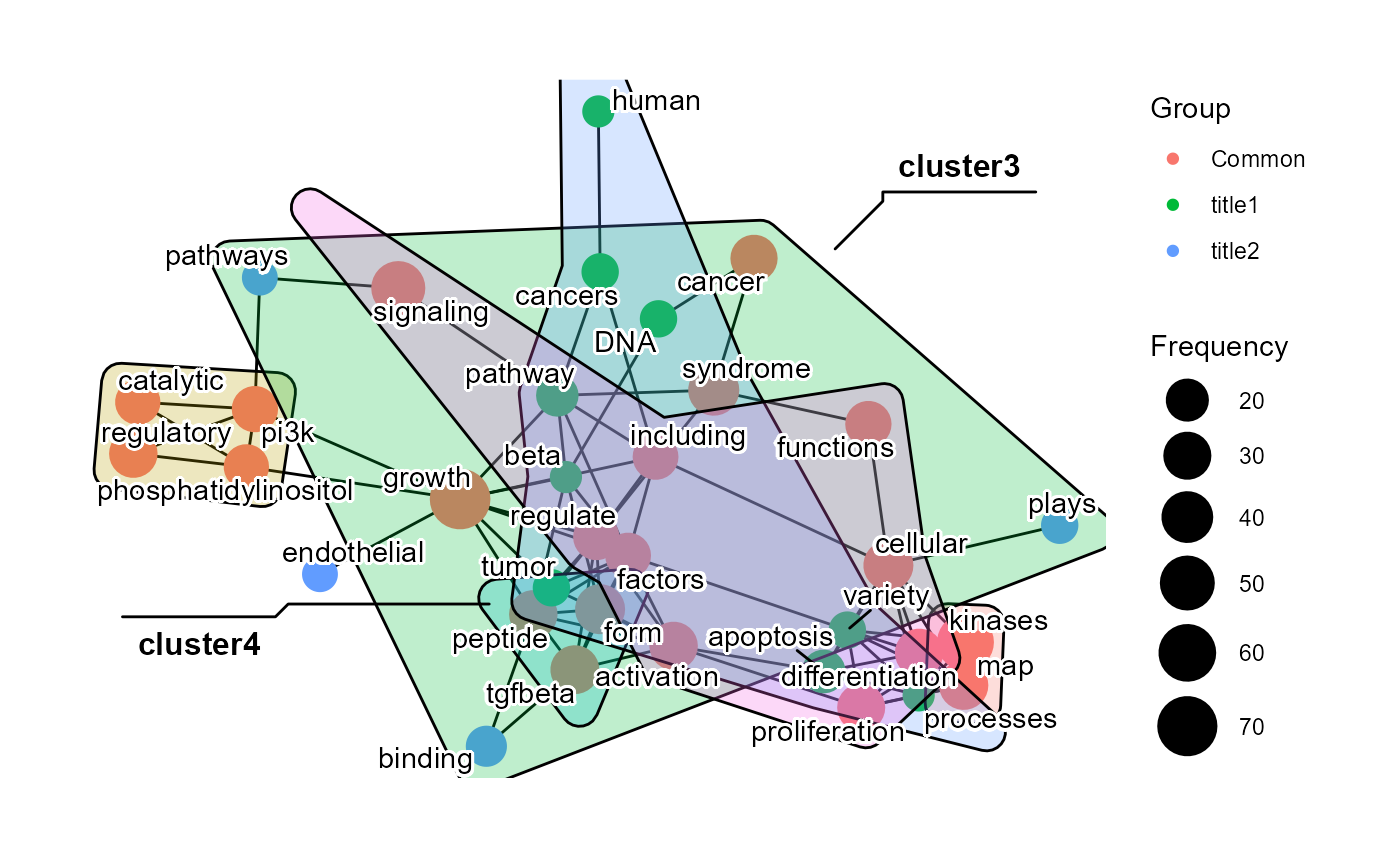 human
cluster3
pathways
cancer
cancers
signaling
DNA
syndrome
pathway
catalytic
regulatory
pi3k
including
functions
beta
growth
phosphatidylinositol
plays
regulate
cellular
endothelial
tumor
factors
variety
kinases
cluster4
peptide
form
apoptosis
map
activation
differentiation
tgfbeta
processes
proliferation
binding
Group
Common
title1
title2
Frequency
20
30
40
50
60
70